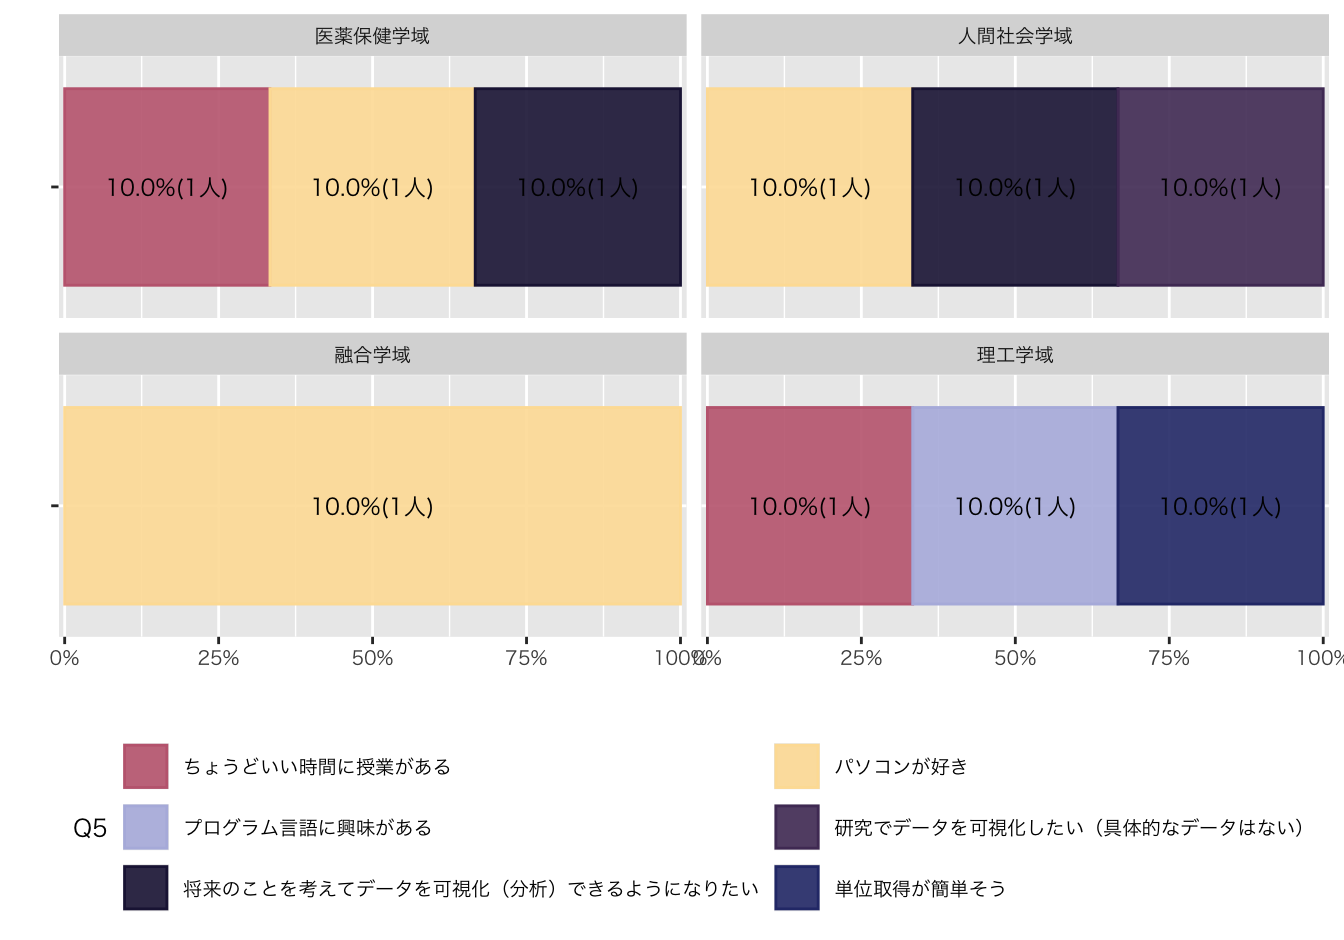 医薬保健学域
人間社会学域
10.0%(1人)
10.0%(1人)
10.0%(1人)
10.0%(1人)
10.0%(1人)
10.0%(1人)
融合学域
理工学域
10.0%(1人)
10.0%(1人)
10.0%(1人)
10.0%(1人)
0%
25%
50%
75%
100%
0%
25%
50%
75%
100%
Q5
ちょうどいい時間に授業がある
パソコンが好き
プログラム言語に興味がある
研究でデータを可視化したい（具体的なデータはない）
将来のことを考えてデータを可視化（分析）できるようになりたい
単位取得が簡単そう